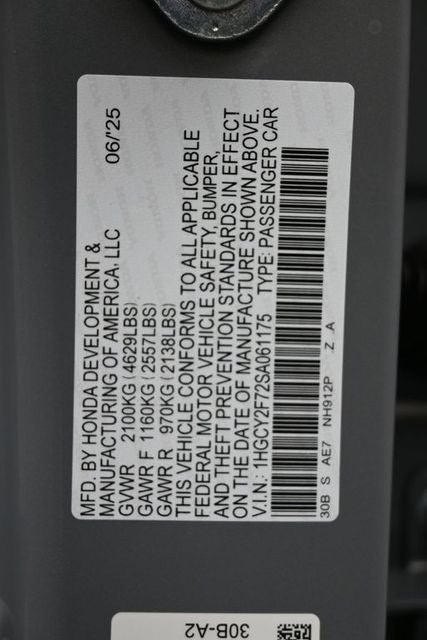 MFD. BY HONDA DEVELOPMENT &
MANUFACTURING OF AMERICA, LLC 06/'25
GVWR 2100KG (4629LBS)
GAWR F 1160KG (2557LBS)
GAWR R 970KG (2138LBS)
THIS VEHICLE CONFORMS TO ALL APPLICABLE
FEDERAL MOTOR VEHICLE SAFETY, BUMPER,
AND THEFT PREVENTION STANDARDS IN EFFECT
ON THE DATE OF MANUFACTURE SHOWN ABOVE.
V.I.N.: 1HGCY2F72SA061175 TYPE: PASSENGER CAR
30B S AE7 NH912P Z A
30B-A2